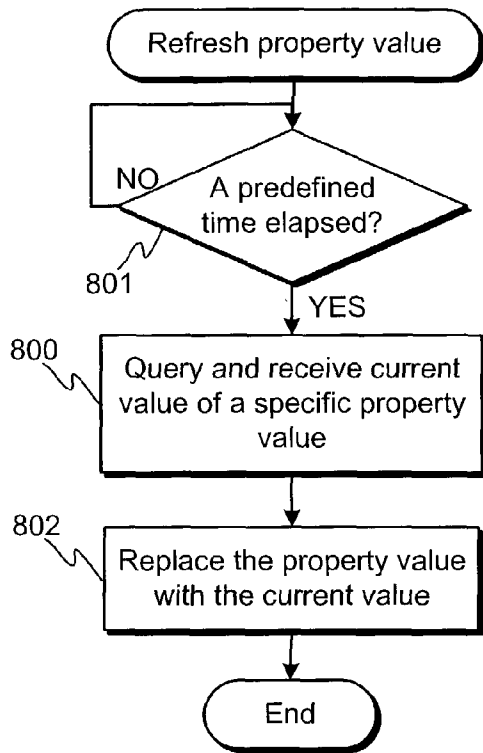 Refresh property value
NO
A predefined
time elapsed?
801
YES
800
Query and receive current
value of a specific property
value
802
Replace the property value
with the current value
End